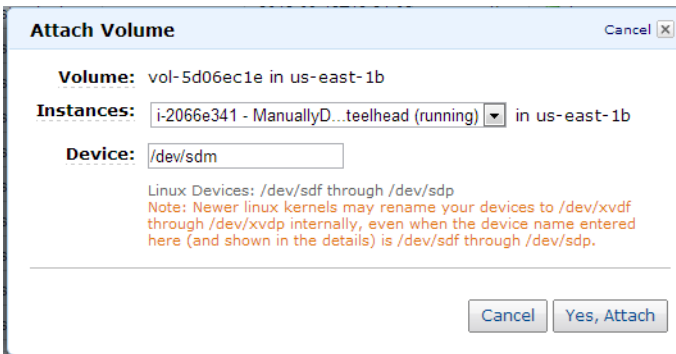 Attach Volume
Cancel
Volume: vol-5d06ec1e in us-east-1b
Instances: i-2066e341 - ManuallyD...teelhead (running) in us-east-1b
Device: /dev/sdm
Linux Devices: /dev/sdf through /dev/sdp
Note: Newer linux kernels may rename your devices to /dev/xvdf
through /dev/xvdp internally, even when the device name entered
here (and shown in the details) is /dev/sdf through /dev/sdp.
Cancel Yes, Attach